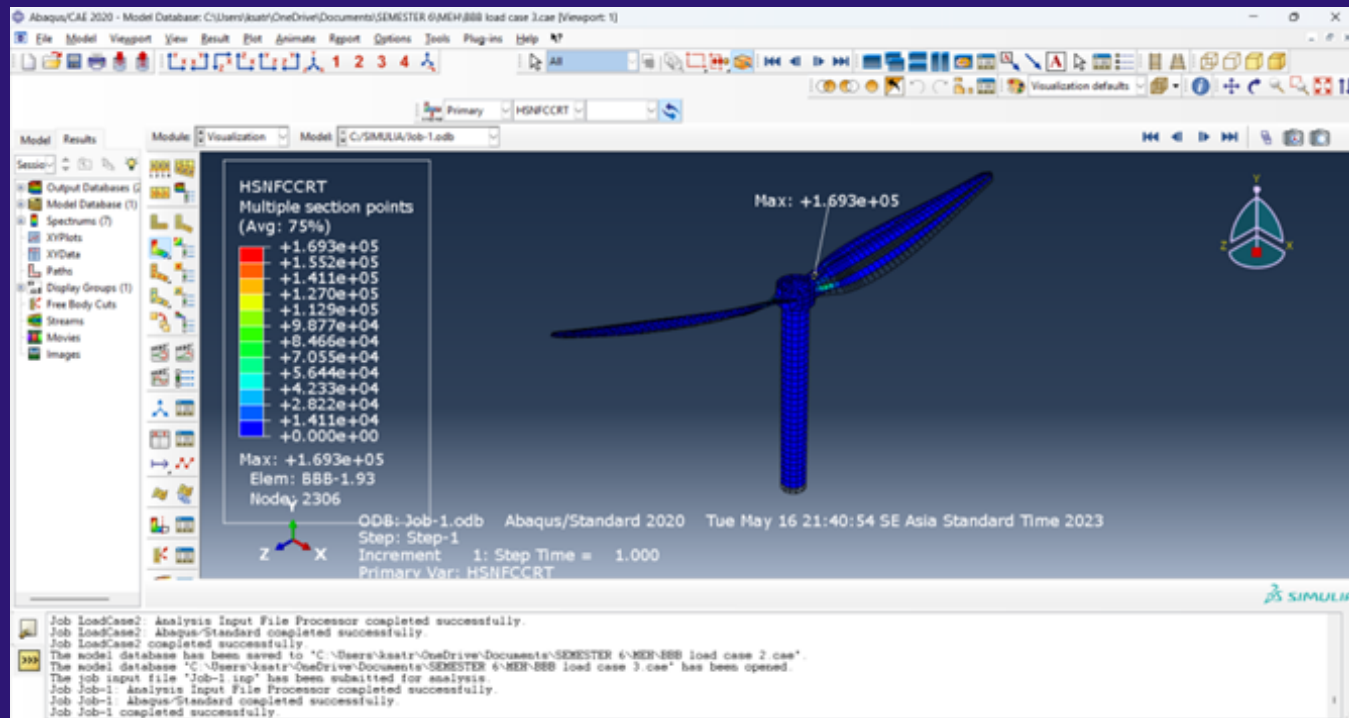 Abaqus/CAE 2020 - Model Database: C:\Users\ksatr\OneDrive\Documents\SEMESTER 6\MEH\BBB load case 3.cae [Viewport: 1]
File Model Viewport View Result Plot Animate Report Options Tools Plug-ins Help
1 2 3 4 All
Visualization defaults
Primary HSNFCCRT
Model Results Module: Visualization Model: C:/SIMULIA/Job-1.odb
Output Databases (2
Model Database (1)
Spectrums (7)
XYPlots
XYData
Paths
Display Groups (1)
Free Body Cuts
Streams
Movies
Images
HSNFCCRT
Multiple section points
(Avg: 75%)
+1.693e+05
+1.552e+05
+1.411e+05
+1.270e+05
+1.129e+05
+9.877e+04
+8.466e+04
+7.055e+04
+5.644e+04
+4.233e+04
+2.822e+04
+1.411e+04
+0.000e+00
Max: +1.693e+05
Elem: BBB-1.93
Node: 2306
Max: +1.693e+05
Y
Z X
Y
Z X
ODB: Job-1.odb Abaqus/Standard 2020 Tue May 16 21:40:54 SE Asia Standard Time 2023
Step: Step-1
Increment 1: Step Time = 1.000
Primary Var: HSNFCCRT
SIMULIA
Job LoadCase2: Analysis Input File Processor completed successfully.
Job LoadCase2: Abaqus/Standard completed successfully.
Job LoadCase2 completed successfully.
The model database has been saved to "C:\Users\ksatr\OneDrive\Documents\SEMESTER 6\MEH\BBB load case 2.cae".
The model database "C:\Users\ksatr\OneDrive\Documents\SEMESTER 6\MEH\BBB load case 3.cae" has been opened.
The job input file "Job-1.inp" has been submitted for analysis.
Job Job-1: Analysis Input File Processor completed successfully.
Job Job-1: Abaqus/Standard completed successfully.
Job Job-1 completed successfully.